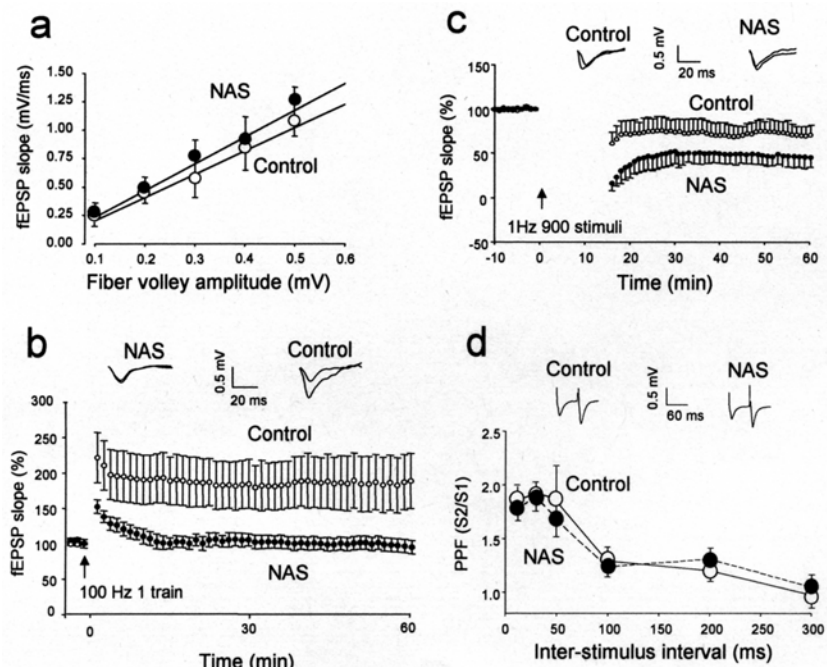 a
fEPSP slope (mV/ms)
1.50
1.25
1.00
0.75
0.50
0.25
0.00
NAS
Control
0.1 0.2 0.3 0.4 0.5 0.6
Fiber volley amplitude (mV)
c
Control
0.5 mV
20 ms
NAS
fEPSP slope (%)
150
100
50
0
-50
Control
NAS
1Hz 900 stimuli
-10 0 10 20 30 40 50 60
Time (min)
b
NAS
0.5 mV
20 ms
Control
fEPSP slope (%)
300
250
200
150
100
50
0
Control
NAS
100 Hz 1 train
0 30 60
Time (min)
d
Control
0.5 mV
60 ms
NAS
PPF (S2/S1)
2.5
2.0
1.5
1.0
Control
NAS
0 50 100 150 200 250 300
Inter-stimulus interval (ms)